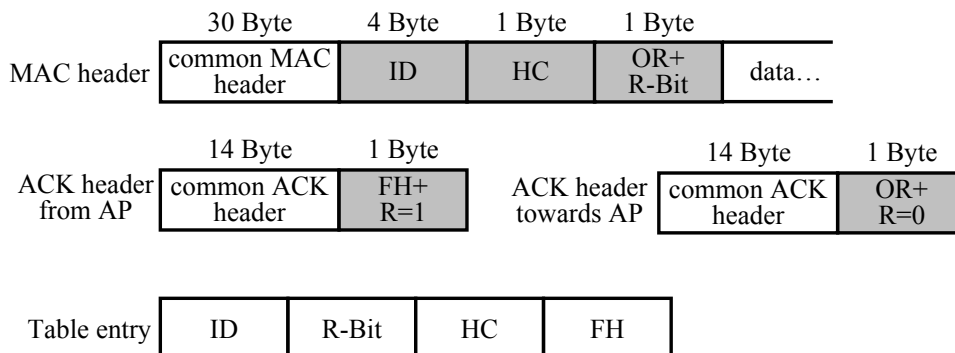 30 Byte 4 Byte 1 Byte 1 Byte
MAC header common MAC header ID HC OR+ R-Bit data…
14 Byte 1 Byte 14 Byte 1 Byte
ACK header from AP common ACK header FH+ R=1 ACK header towards AP common ACK header OR+ R=0
Table entry ID R-Bit HC FH